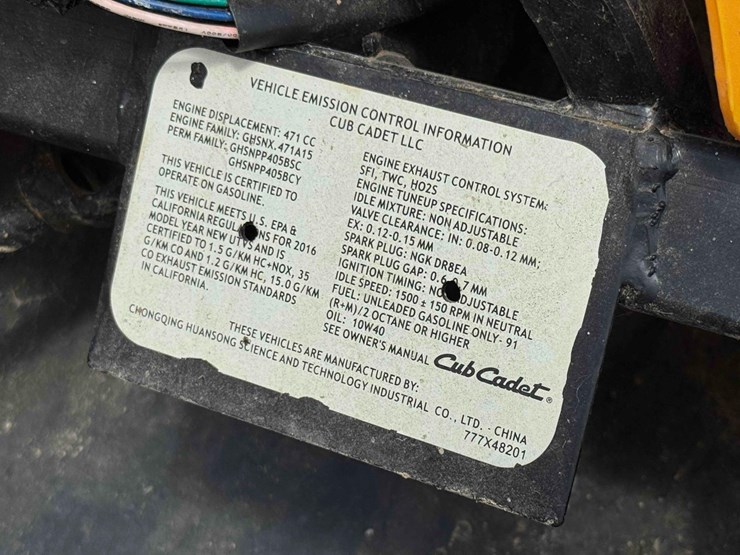 VEHICLE EMISSION CONTROL INFORMATION
CUB CADET LLC
ENGINE DISPLACEMENT: 471 CC
ENGINE FAMILY: GHSNX.471A15
PERM FAMILY: GHSNPP405BSC
GHSNPP405BCY
THIS VEHICLE IS CERTIFIED TO
OPERATE ON GASOLINE.
THIS VEHICLE MEETS U.S. EPA &
CALIFORNIA REGULATIONS FOR 2016
MODEL YEAR NEW UTVS AND IS
CERTIFIED TO 1.5 G/KM HC+NOX, 35
G/KM CO AND 1.2 G/KM HC, 15.0 G/KM
CO EXHAUST EMISSION STANDARDS
IN CALIFORNIA.
ENGINE EXHAUST CONTROL SYSTEM:
SFI, TWC, HO2S
ENGINE TUNEUP SPECIFICATIONS:
IDLE MIXTURE: NON ADJUSTABLE
VALVE CLEARANCE: IN: 0.08-0.12 MM;
EX: 0.12-0.15 MM
SPARK PLUG: NGK DR8EA
SPARK PLUG GAP: 0.6-0.7 MM
IGNITION TIMING: NON ADJUSTABLE
IDLE SPEED: 1500 ± 150 RPM IN NEUTRAL
FUEL: UNLEADED GASOLINE ONLY- 91
(R+M)/2 OCTANE OR HIGHER
OIL: 10W40
SEE OWNER'S MANUAL
Cub Cadet®
THESE VEHICLES ARE MANUFACTURED BY:
CHONGQING HUANSONG SCIENCE AND TECHNOLOGY INDUSTRIAL CO., LTD. - CHINA
777X48201